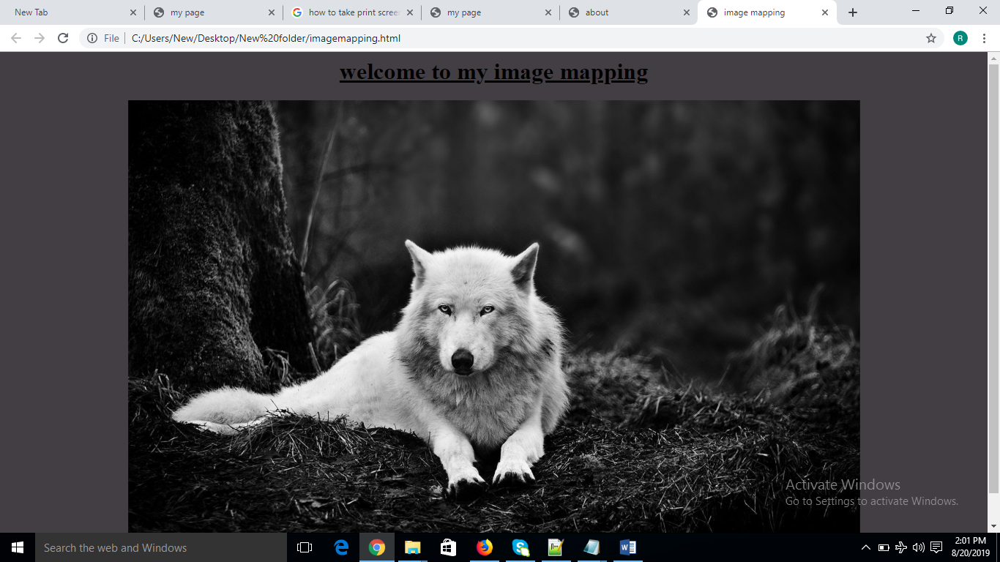 New Tab
my page
how to take print screen
my page
about
image mapping
File
C:/Users/New/Desktop/New%20folder/imagemapping.html
R
welcome to my image mapping
Activate Windows
Go to Settings to activate Windows.
Search the web and Windows
2:01 PM
8/20/2019